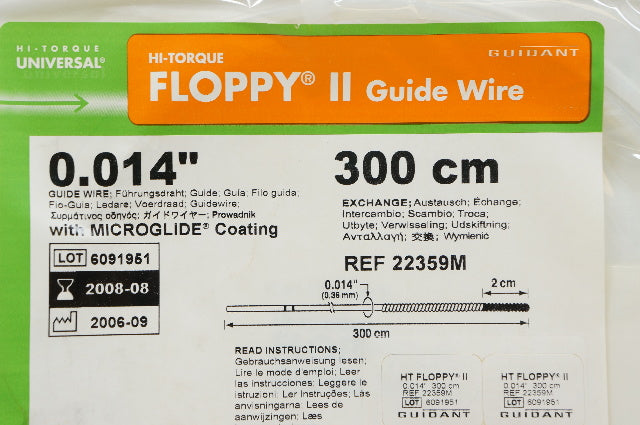 HI-TORQUE
UNIVERSAL®
HI-TORQUE
FLOPPY® II Guide Wire
GUIDANT
0.014"
GUIDE WIRE; Führungsdraht; Guide; Guía; Filo guida;
Fio-Guia; Ledare; Voerdraad; Guidewire;
Συρμάτινος οδηγός; ガイドワイヤー; Prowadnik
with MICROGLIDE® Coating
LOT 6091951
2008-08
2006-09
300 cm
EXCHANGE; Austausch; Échange;
Intercambio; Scambio; Troca;
Utbyte; Verwisseling; Udskiftning;
Ανταλλαγή; 交換; Wymienić
REF 22359M
0.014"
(0.36 mm)
2 cm
300 cm
READ INSTRUCTIONS;
Gebrauchsanweisung lesen;
Lire le mode d'emploi; Leer
las instrucciones; Leggere le
istruzioni; Ler Instruções; Läs
anvisningarna; Lees de
aanwijzingen; Læs
HT FLOPPY® II
0.014" 300 cm
REF 22359M
LOT 6091951
GUIDANT
HT FLOPPY® II
0.014" 300 cm
REF 22359M
LOT 6091951
GUIDANT